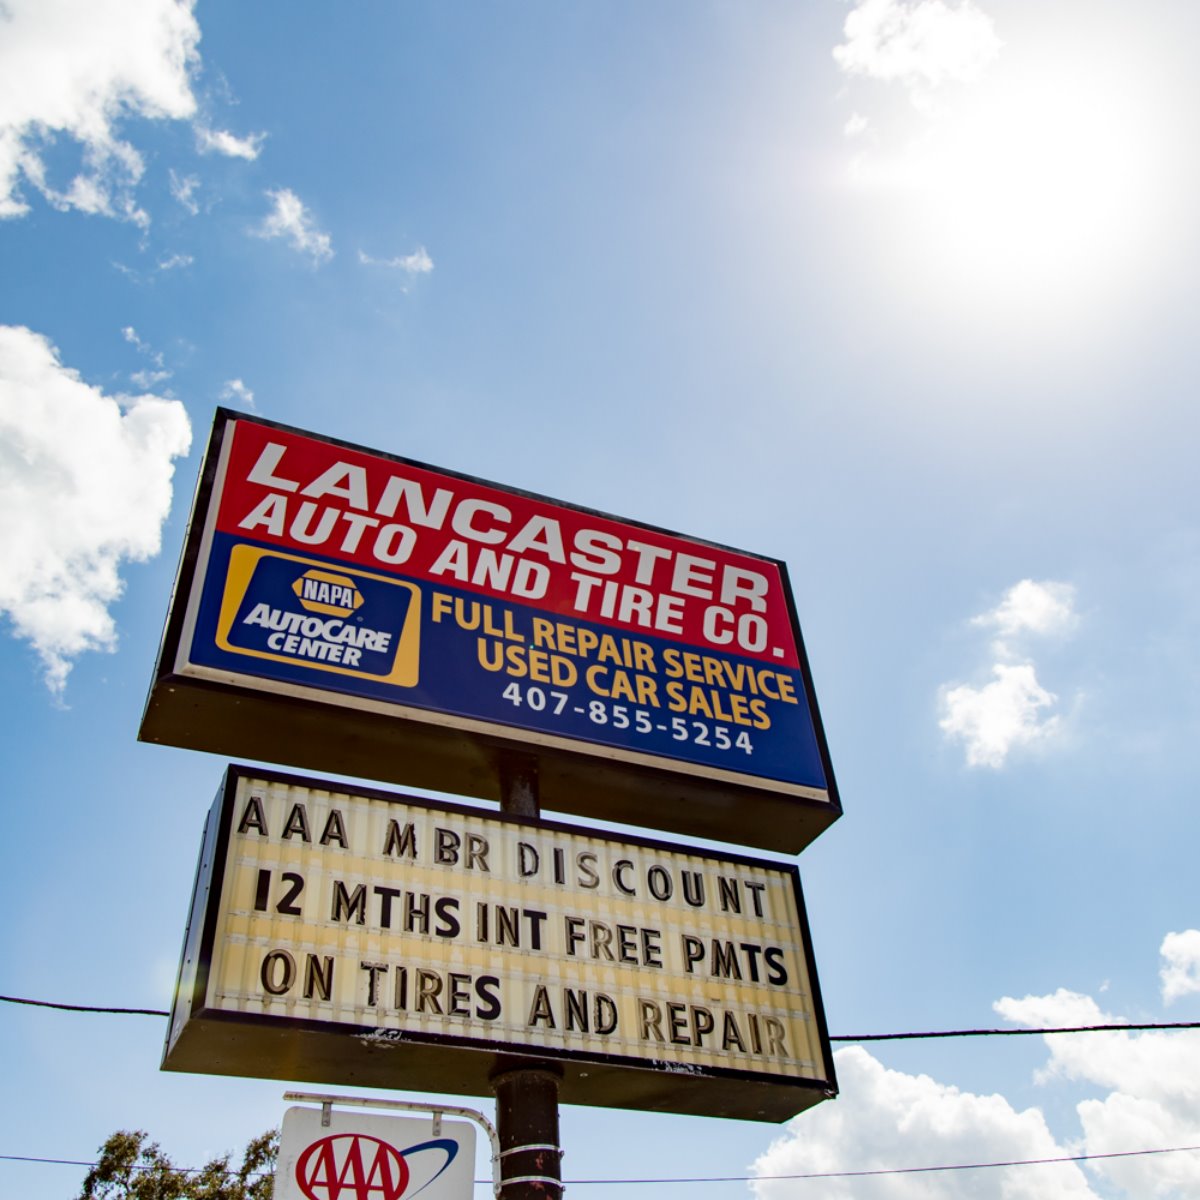 LANCASTER
AUTO AND TIRE CO.
NAPA
AUTOCARE
CENTER
FULL REPAIR SERVICE
USED CAR SALES
407-855-5254
AAA MBR DISCOUNT
12 MTHS INT FREE PMTS
ON TIRES AND REPAIR
AAA